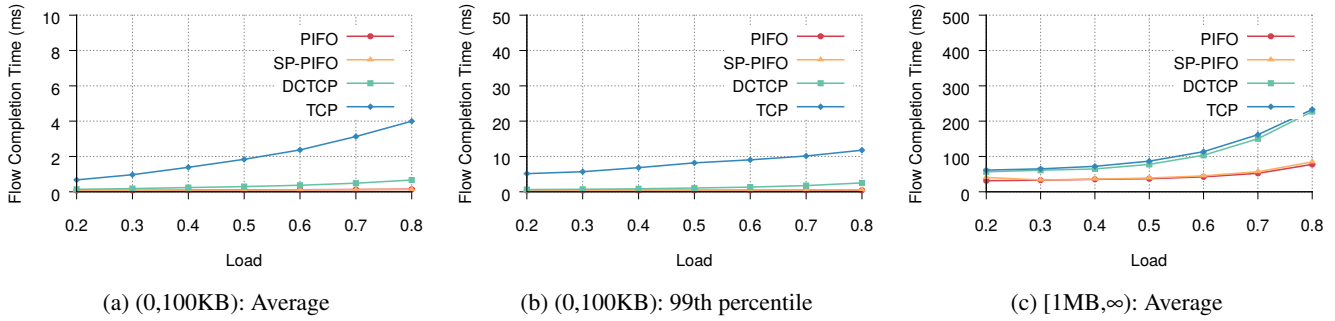 Flow Completion Time (ms)
10
8
6
4
2
0
PIFO
SP-PIFO
DCTCP
TCP
0.2 0.3 0.4 0.5 0.6 0.7 0.8
Load
(a) (0,100KB): Average
Flow Completion Time (ms)
50
40
30
20
10
0
PIFO
SP-PIFO
DCTCP
TCP
0.2 0.3 0.4 0.5 0.6 0.7 0.8
Load
(b) (0,100KB): 99th percentile
Flow Completion Time (ms)
500
400
300
200
100
0
PIFO
SP-PIFO
DCTCP
TCP
0.2 0.3 0.4 0.5 0.6 0.7 0.8
Load
(c) [1MB,∞): Average